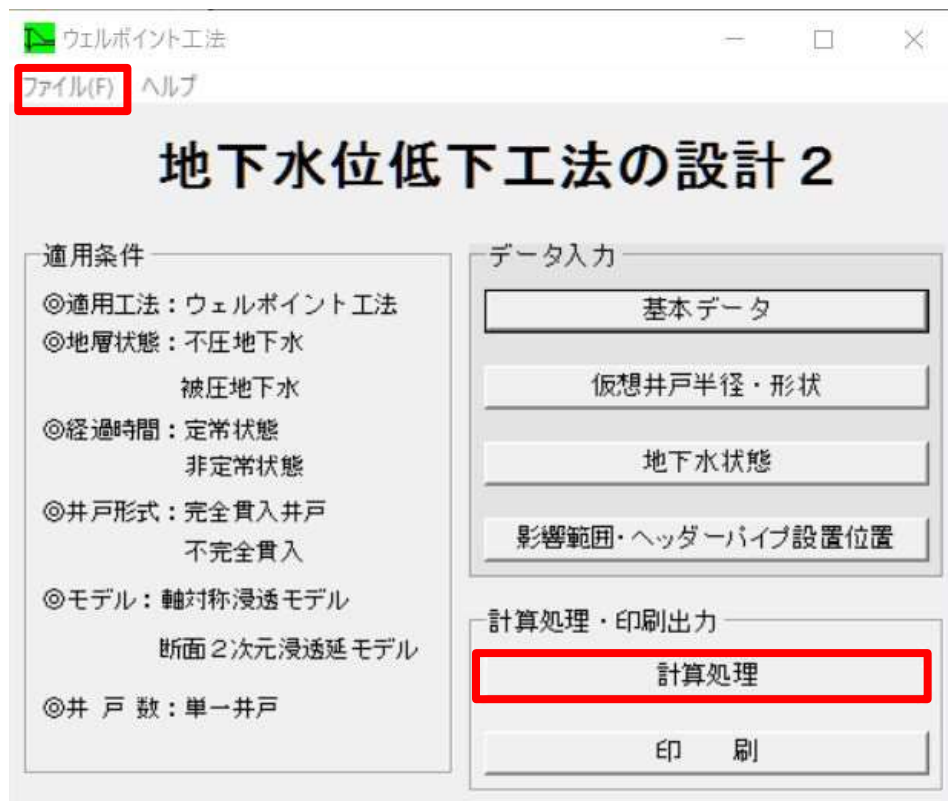 ウェルポイント工法
ファイル(F) ヘルプ
地下水位低下工法の設計２
適用条件
◎適用工法：ウェルポイント工法
◎地層状態：不圧地下水
被圧地下水
◎経過時間：定常状態
非定常状態
◎井戸形式：完全貫入井戸
不完全貫入
◎モデル：軸対称浸透モデル
断面２次元浸透延モデル
◎井 戸 数：単一井戸
データ入力
基本データ
仮想井戸半径・形状
地下水状態
影響範囲・ヘッダーパイプ設置位置
計算処理・印刷出力
計算処理
印　　刷